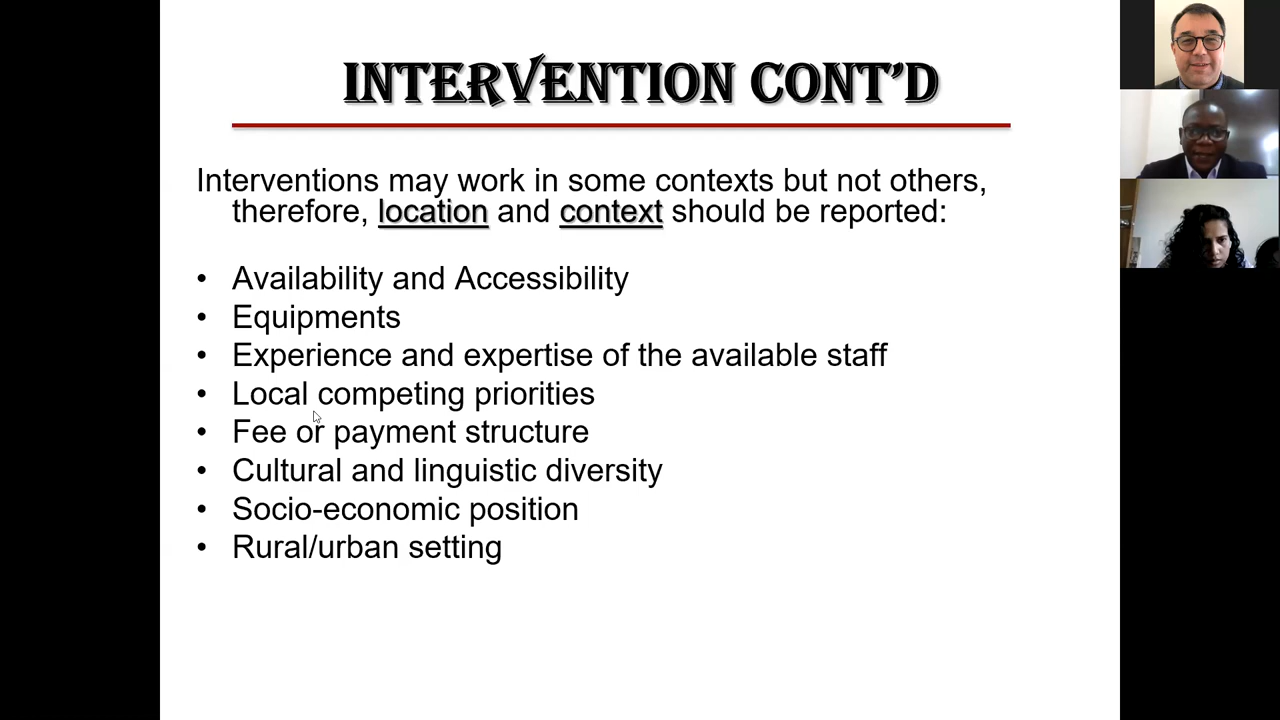 INTERVENTION CONT’D
Interventions may work in some contexts but not others,
therefore, location and context should be reported:
• Availability and Accessibility
• Equipments
• Experience and expertise of the available staff
• Local competing priorities
• Fee or payment structure
• Cultural and linguistic diversity
• Socio-economic position
• Rural/urban setting